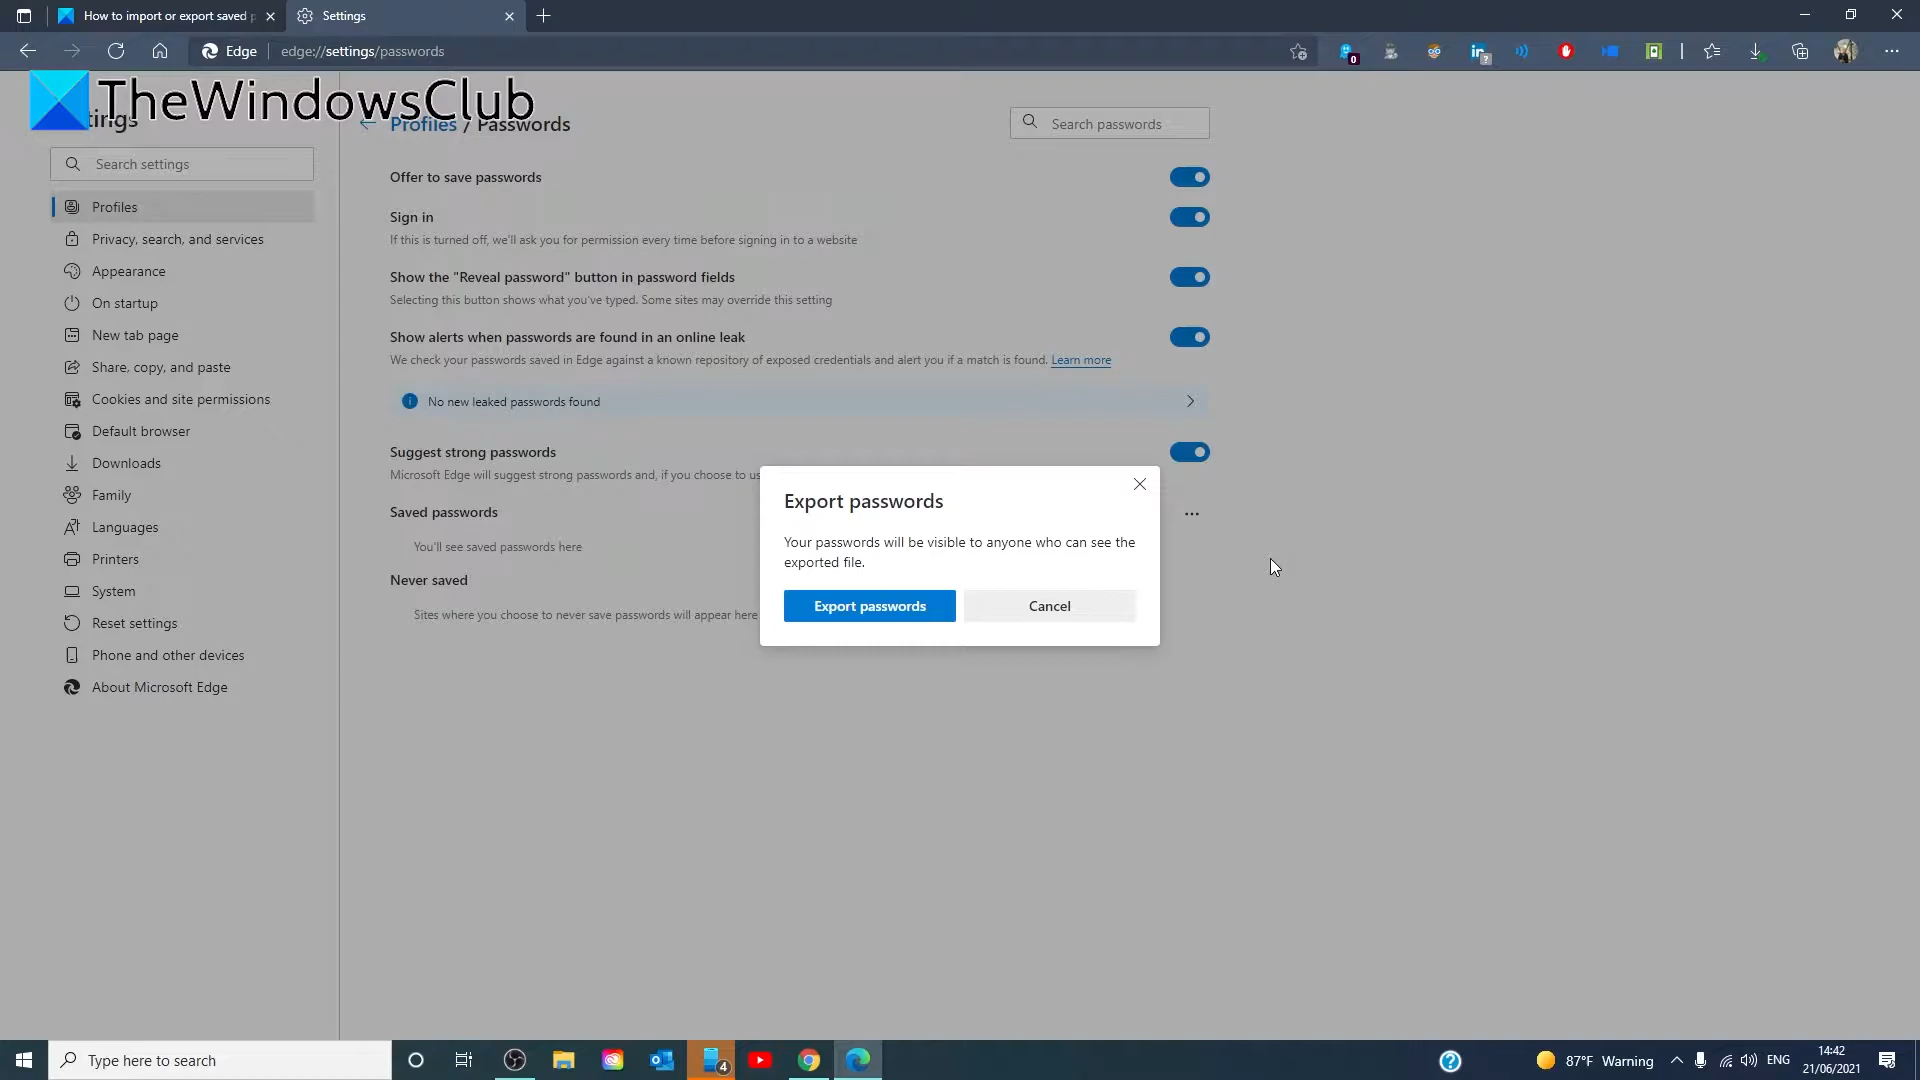 How to import or export saved p
Settings
Edge
edge://settings/passwords
0
?
TheWindowsClub
tings
Profiles / Passwords
Search passwords
Search settings
Profiles
Privacy, search, and services
Appearance
On startup
New tab page
Share, copy, and paste
Cookies and site permissions
Default browser
Downloads
Family
Languages
Printers
System
Reset settings
Phone and other devices
About Microsoft Edge
Offer to save passwords
Sign in
If this is turned off, we'll ask you for permission every time before signing in to a website
Show the "Reveal password" button in password fields
Selecting this button shows what you've typed. Some sites may override this setting
Show alerts when passwords are found in an online leak
We check your passwords saved in Edge against a known repository of exposed credentials and alert you if a match is found. Learn more
No new leaked passwords found
Suggest strong passwords
Microsoft Edge will suggest strong passwords and, if you choose to us
Saved passwords
You'll see saved passwords here
Never saved
Sites where you choose to never save passwords will appear here
Export passwords
Your passwords will be visible to anyone who can see the
exported file.
Export passwords
Cancel
Type here to search
4
87°F Warning
ENG
14:42
21/06/2021